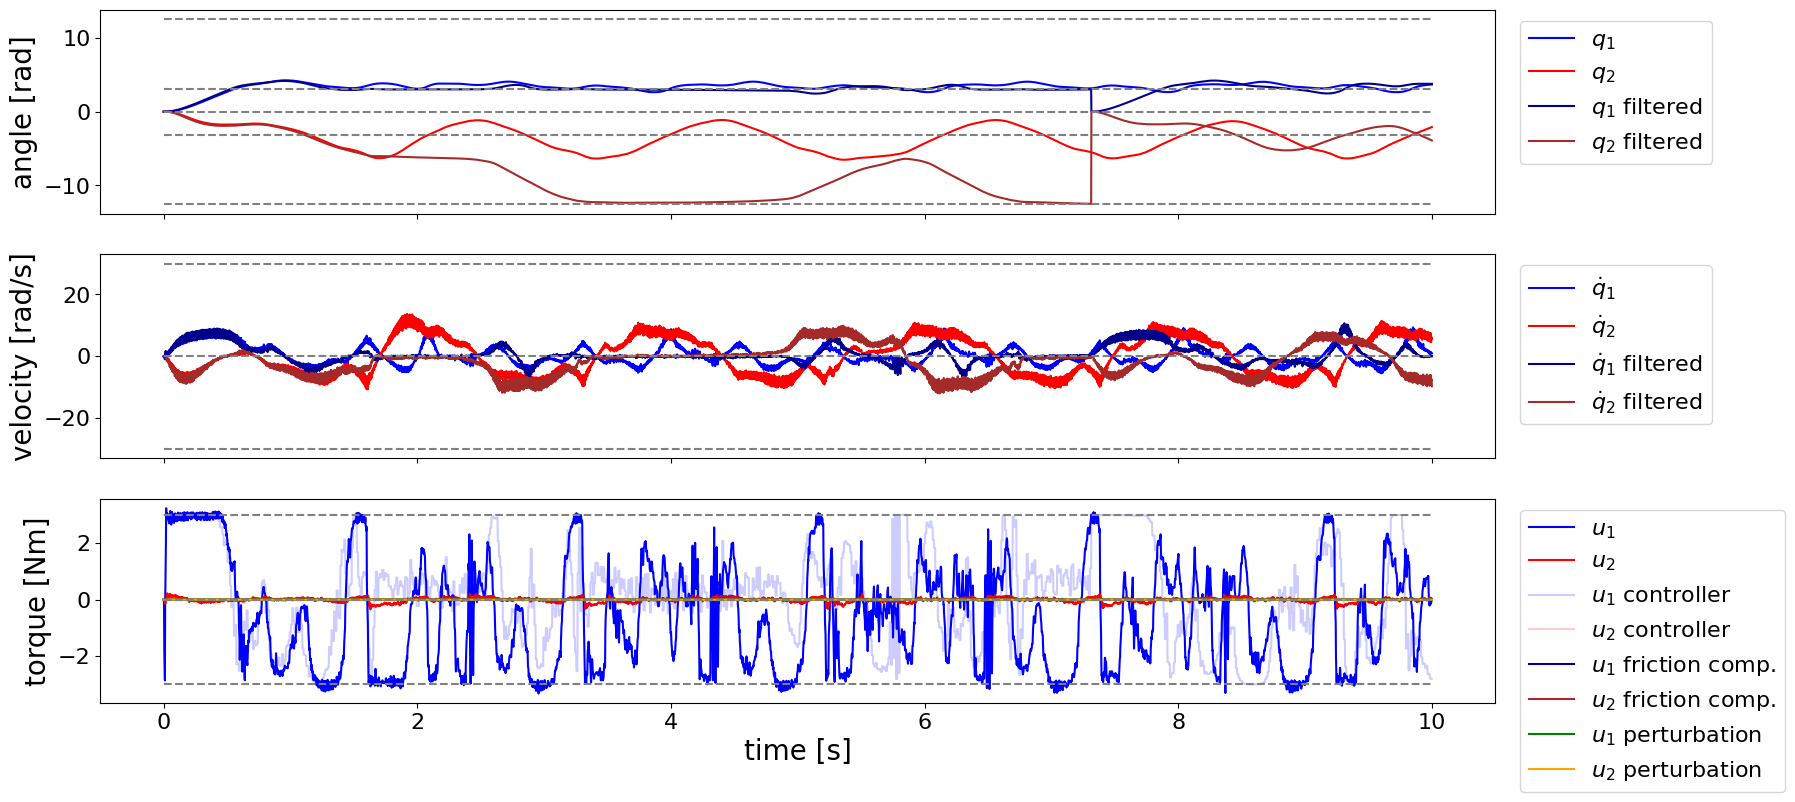 angle [rad]
10
0
−10
q₁
q₂
q₁ filtered
q₂ filtered
velocity [rad/s]
20
0
−20
q̇₁
q̇₂
q̇₁ filtered
q̇₂ filtered
torque [Nm]
2
0
−2
0 2 4 6 8 10
time [s]
u₁
u₂
u₁ controller
u₂ controller
u₁ friction comp.
u₂ friction comp.
u₁ perturbation
u₂ perturbation